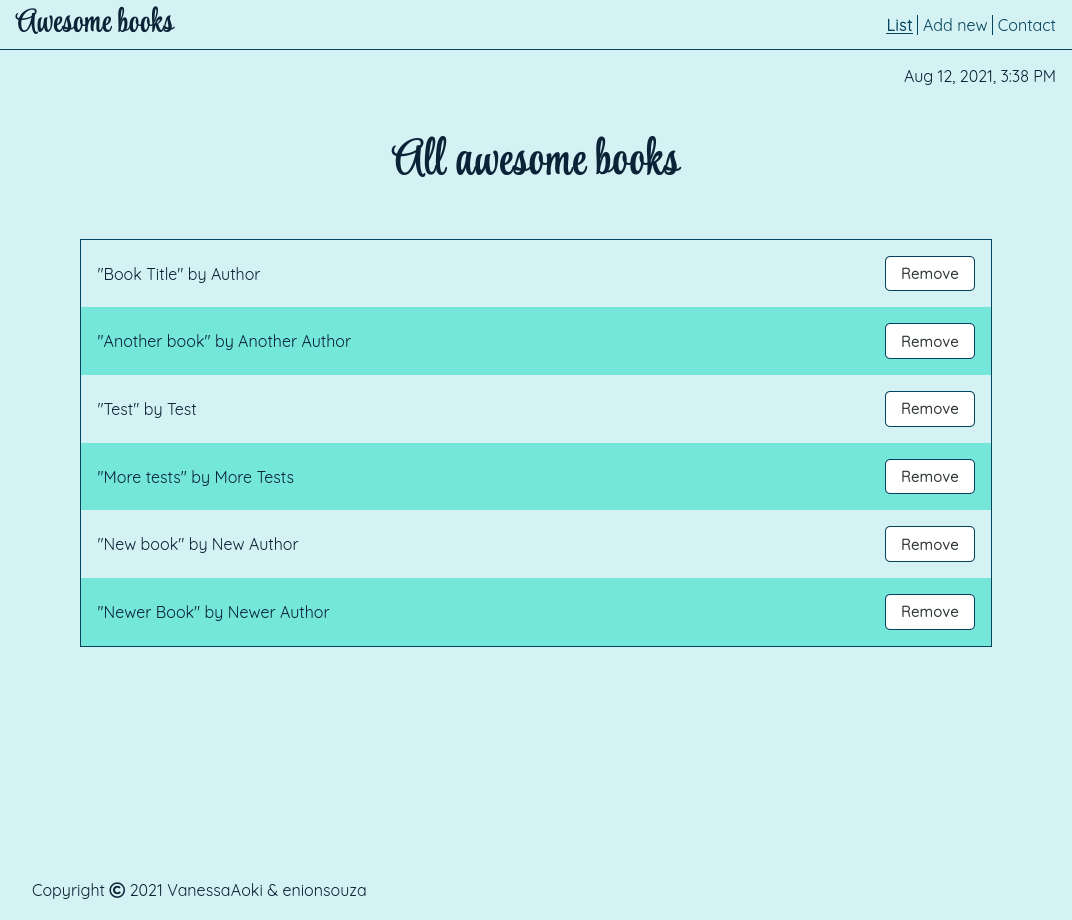 Awesome books
List Add new Contact
Aug 12, 2021, 3:38 PM
All awesome books
"Book Title" by Author Remove
"Another book" by Another Author Remove
"Test" by Test Remove
"More tests" by More Tests Remove
"New book" by New Author Remove
"Newer Book" by Newer Author Remove
Copyright © 2021 VanessaAoki & enionsouza